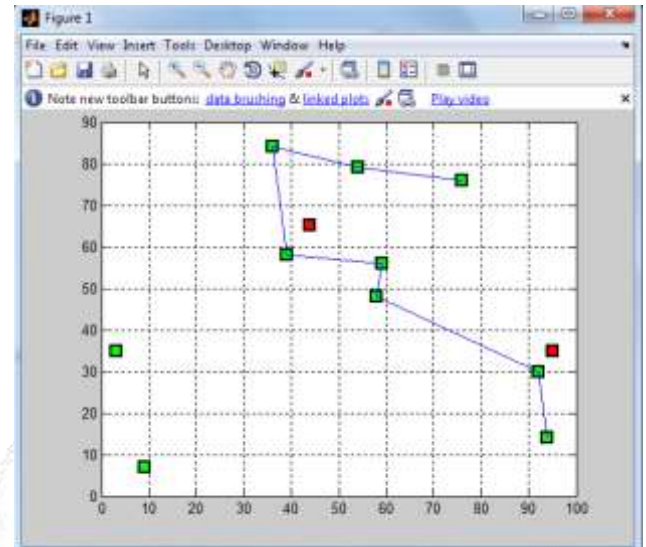 Figure 1
File Edit View Insert Tools Desktop Window Help
Note new toolbar buttons: data brushing & linked plots Play video
90
80
70
60
50
40
30
20
10
0
0 10 20 30 40 50 60 70 80 90 100